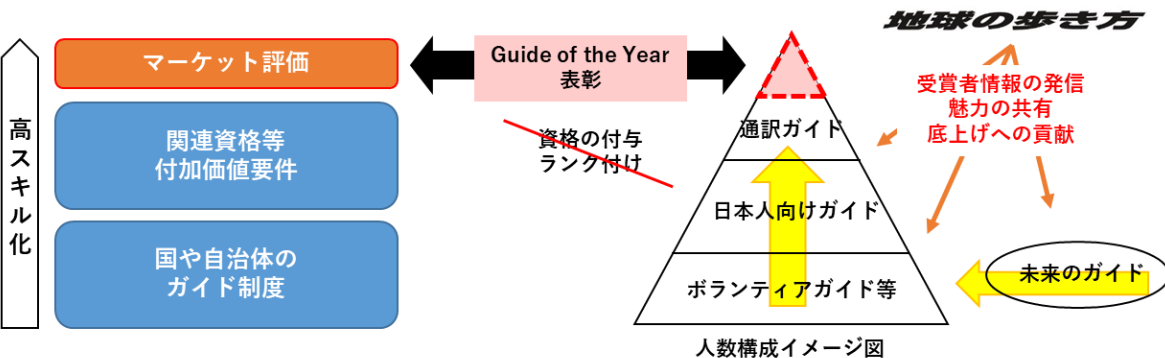 地球の歩き方
高スキル化
マーケット評価
関連資格等
付加価値要件
国や自治体の
ガイド制度
Guide of the Year
表彰
資格の付与
ランク付け
通訳ガイド
日本人向けガイド
ボランティアガイド等
人数構成イメージ図
受賞者情報の発信
魅力の共有
底上げへの貢献
未来のガイド